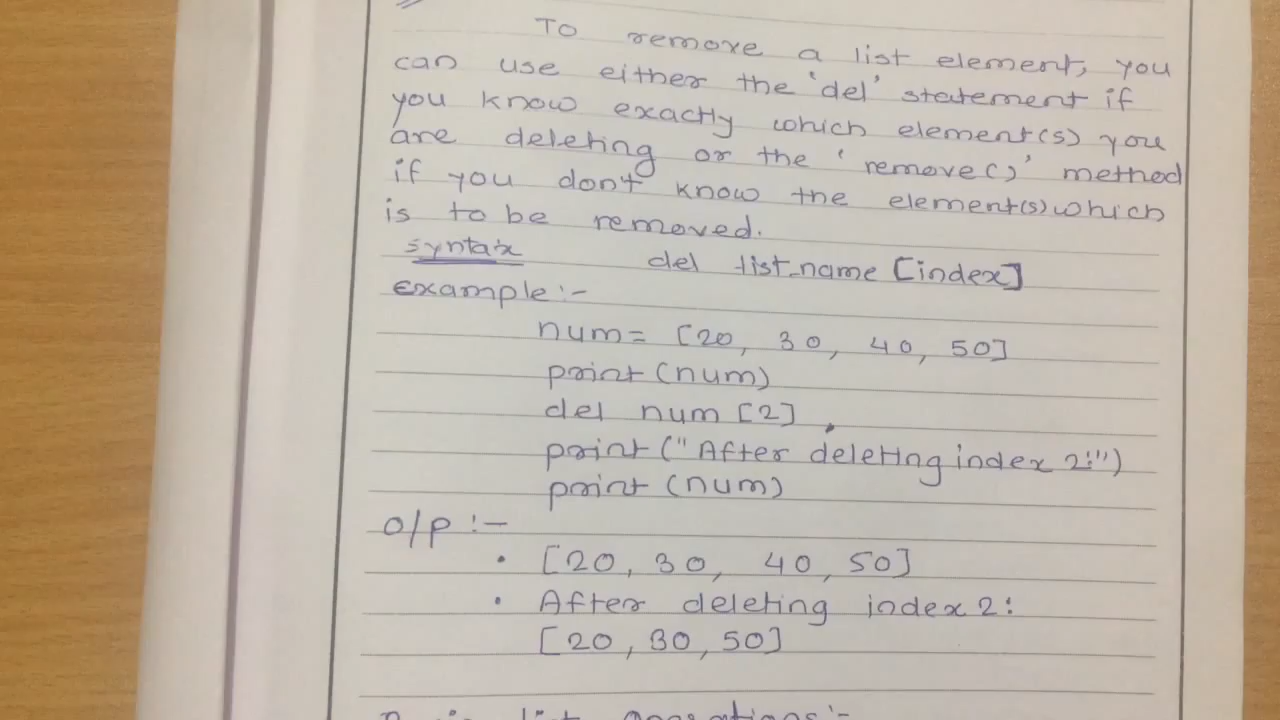 To remove a list element, you
can use either the 'del' statement if
you know exactly which element(s) you
are deleting or the 'remove()' method
if you don't know the element(s) which
is to be removed.
syntax del list_name [index]
Example :-
num = [20, 30, 40, 50]
print (num)
del num [2]
print ("After deleting index 2:")
print (num)
O/P :-
• [20, 30, 40, 50]
• After deleting index 2:
[20, 30, 50]
list operations :-